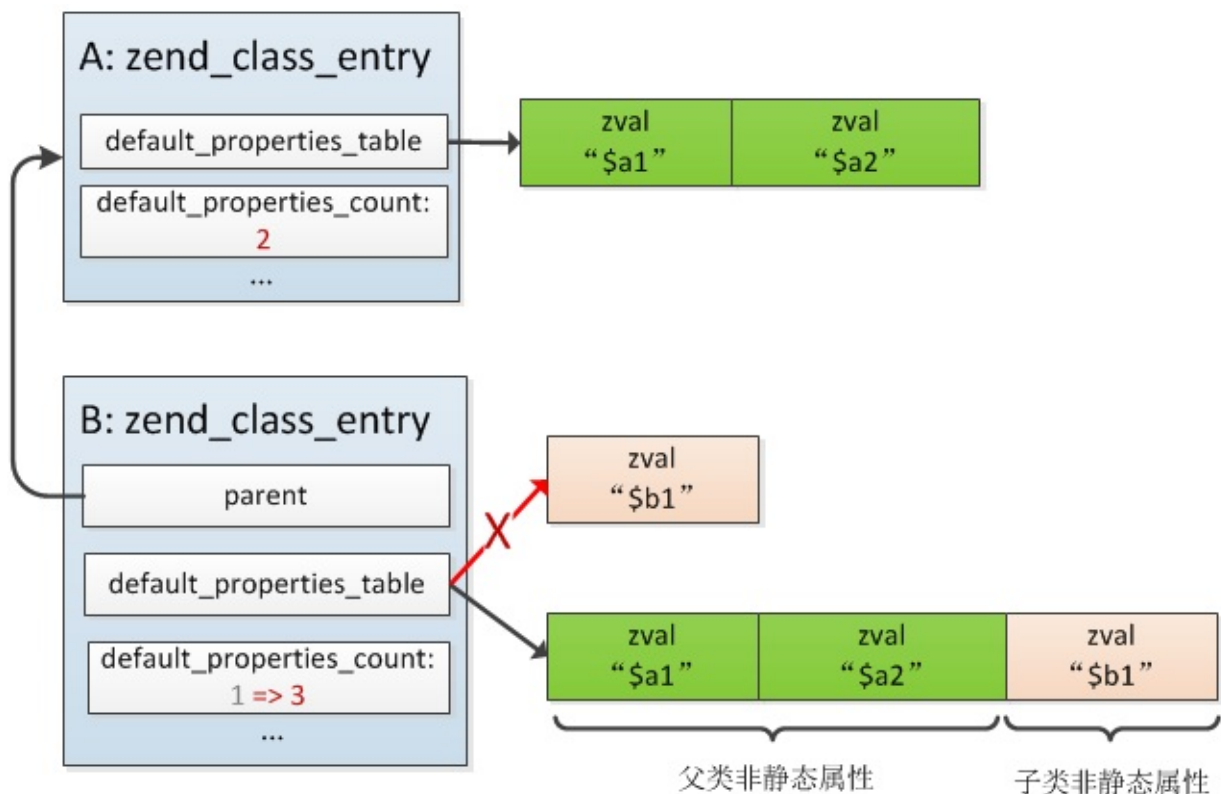 A: zend_class_entry
default_properties_table
default_properties_count:
2
...
zval
“$a1”
zval
“$a2”
B: zend_class_entry
parent
default_properties_table
default_properties_count:
1 => 3
...
X
zval
“$b1”
zval
“$a1”
zval
“$a2”
zval
“$b1”
父类非静态属性
子类非静态属性